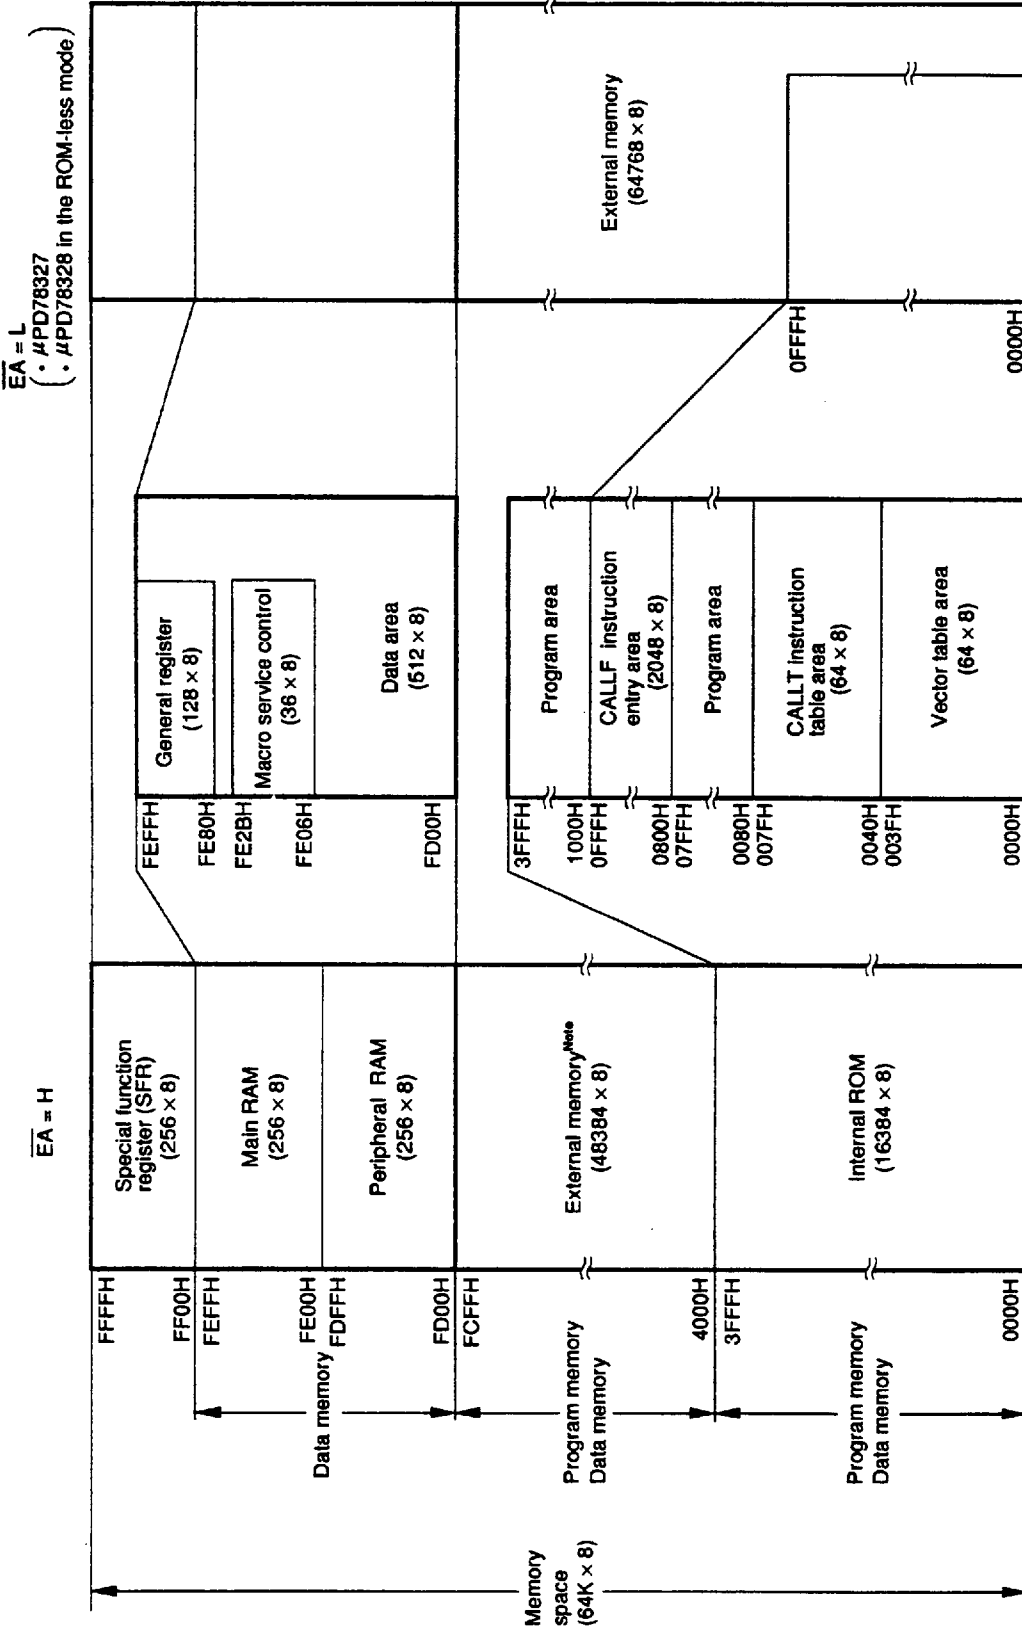 EA = H
EA = L
· μPD78327
· μPD78328 in the ROM-less mode
Memory
space
(64K × 8)
Data memory
Program memory
Data memory
Program memory
Data memory
FFFFH
FF00H
FEFFH
FE00H
FDFFH
FD00H
FCFFH
4000H
3FFFH
0000H
Special function
register (SFR)
(256 × 8)
Main RAM
(256 × 8)
Peripheral RAM
(256 × 8)
External memoryNote
(48384 × 8)
Internal ROM
(16384 × 8)
FEFFH
FE80H
FE2BH
FE06H
FD00H
General register
(128 × 8)
Macro service control
(36 × 8)
Data area
(512 × 8)
3FFFH
1000H
0FFFH
0800H
07FFH
0080H
007FH
0040H
003FH
0000H
Program area
CALLF instruction
entry area
(2048 × 8)
Program area
CALLT instruction
table area
(64 × 8)
Vector table area
(64 × 8)
External memory
(64768 × 8)
0FFFH
0000H